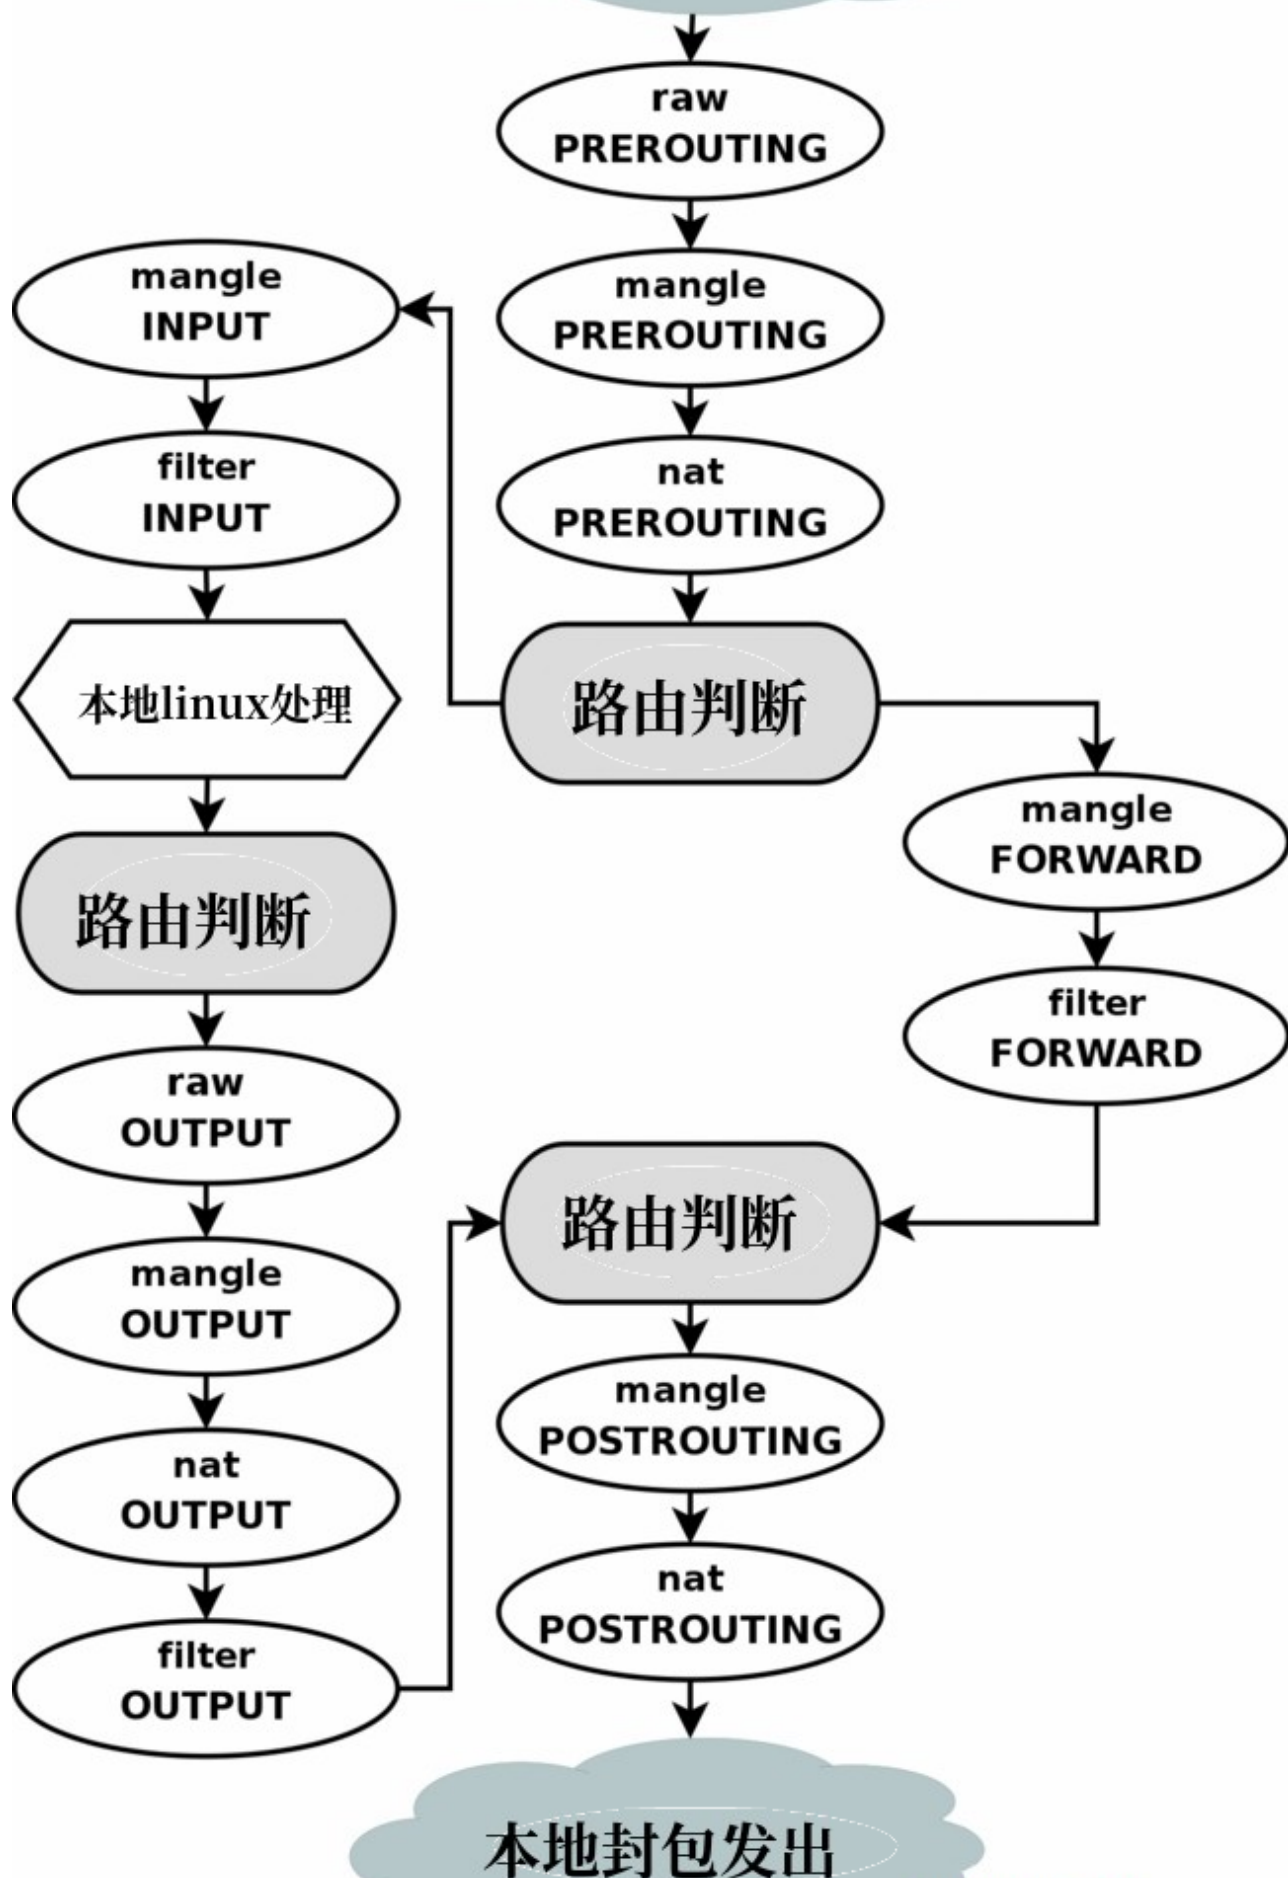 raw
PREROUTING
mangle
PREROUTING
nat
PREROUTING
路由判断
mangle
INPUT
filter
INPUT
本地linux处理
路由判断
raw
OUTPUT
mangle
OUTPUT
nat
OUTPUT
filter
OUTPUT
mangle
FORWARD
filter
FORWARD
路由判断
mangle
POSTROUTING
nat
POSTROUTING
本地封包发出